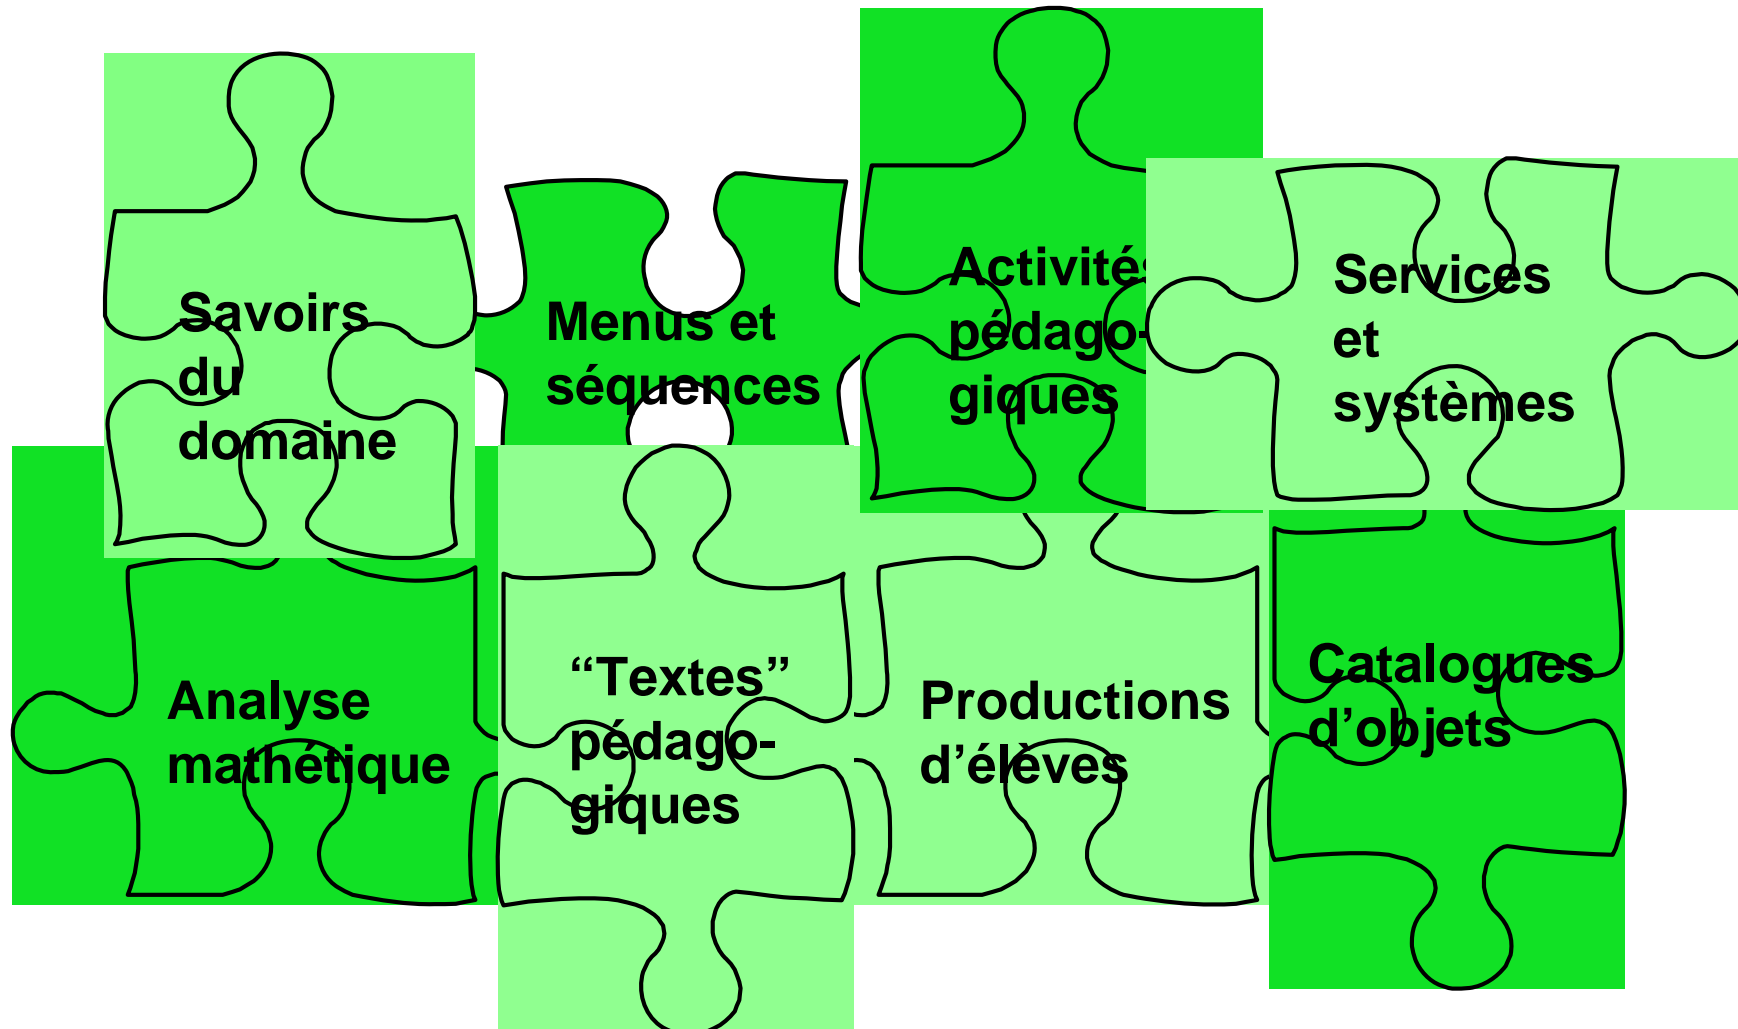 Savoirs
du
domaine
Menus et
séquences
Activités
pédago-
giques
Services
et
systèmes
Analyse
mathétique
“Textes”
pédago-
giques
Productions
d’élèves
Catalogues
d’objets